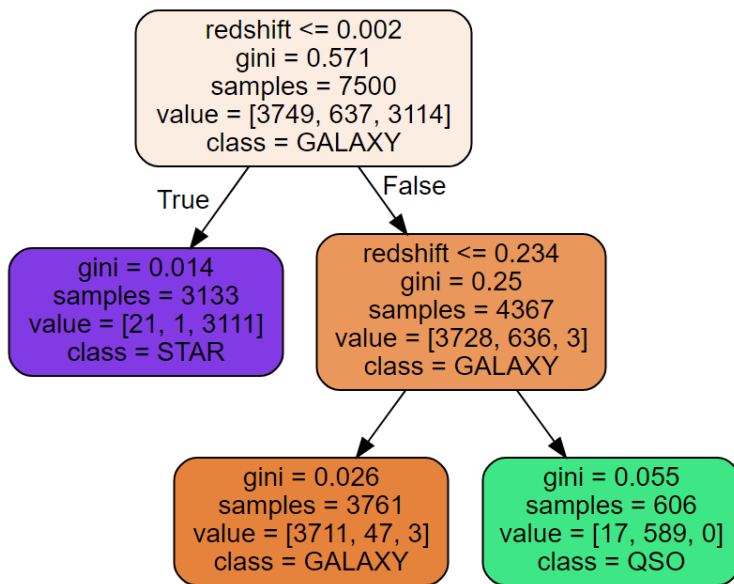 redshift <= 0.002
gini = 0.571
samples = 7500
value = [3749, 637, 3114]
class = GALAXY
True
False
gini = 0.014
samples = 3133
value = [21, 1, 3111]
class = STAR
redshift <= 0.234
gini = 0.25
samples = 4367
value = [3728, 636, 3]
class = GALAXY
gini = 0.026
samples = 3761
value = [3711, 47, 3]
class = GALAXY
gini = 0.055
samples = 606
value = [17, 589, 0]
class = QSO